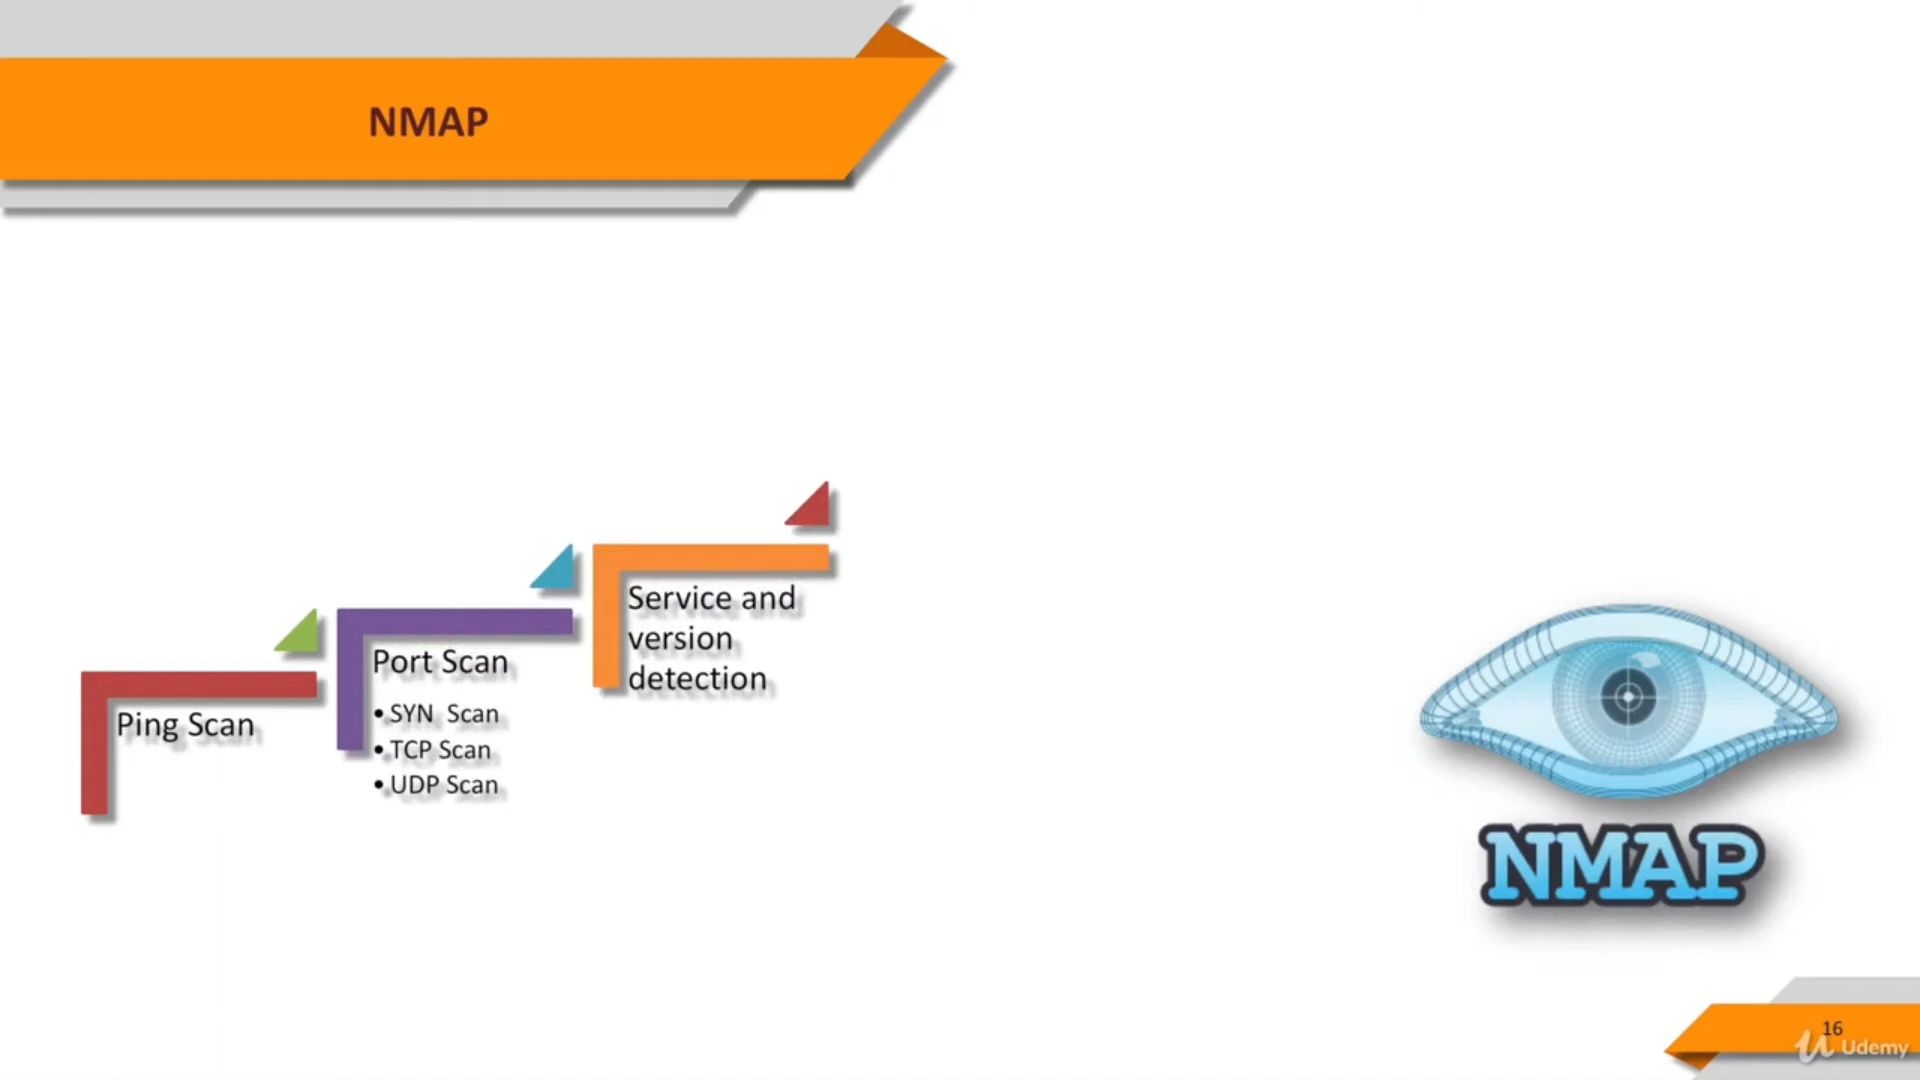 NMAP
Ping Scan
Port Scan
•SYN  Scan
•TCP Scan
•UDP Scan
Service and
version
detection
NMAP
16
Udemy